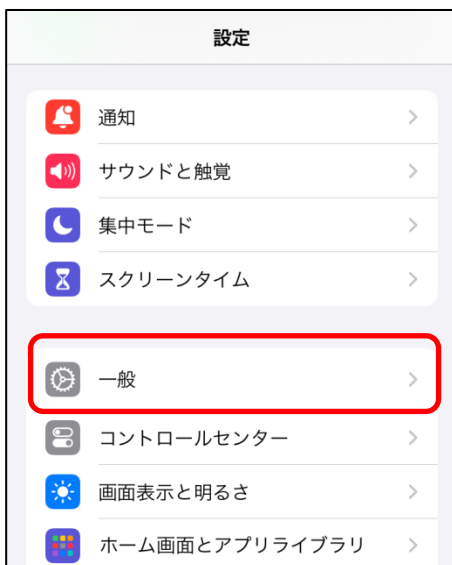 設定
通知
サウンドと触覚
集中モード
スクリーンタイム
一般
コントロールセンター
画面表示と明るさ
ホーム画面とアプリライブラリ